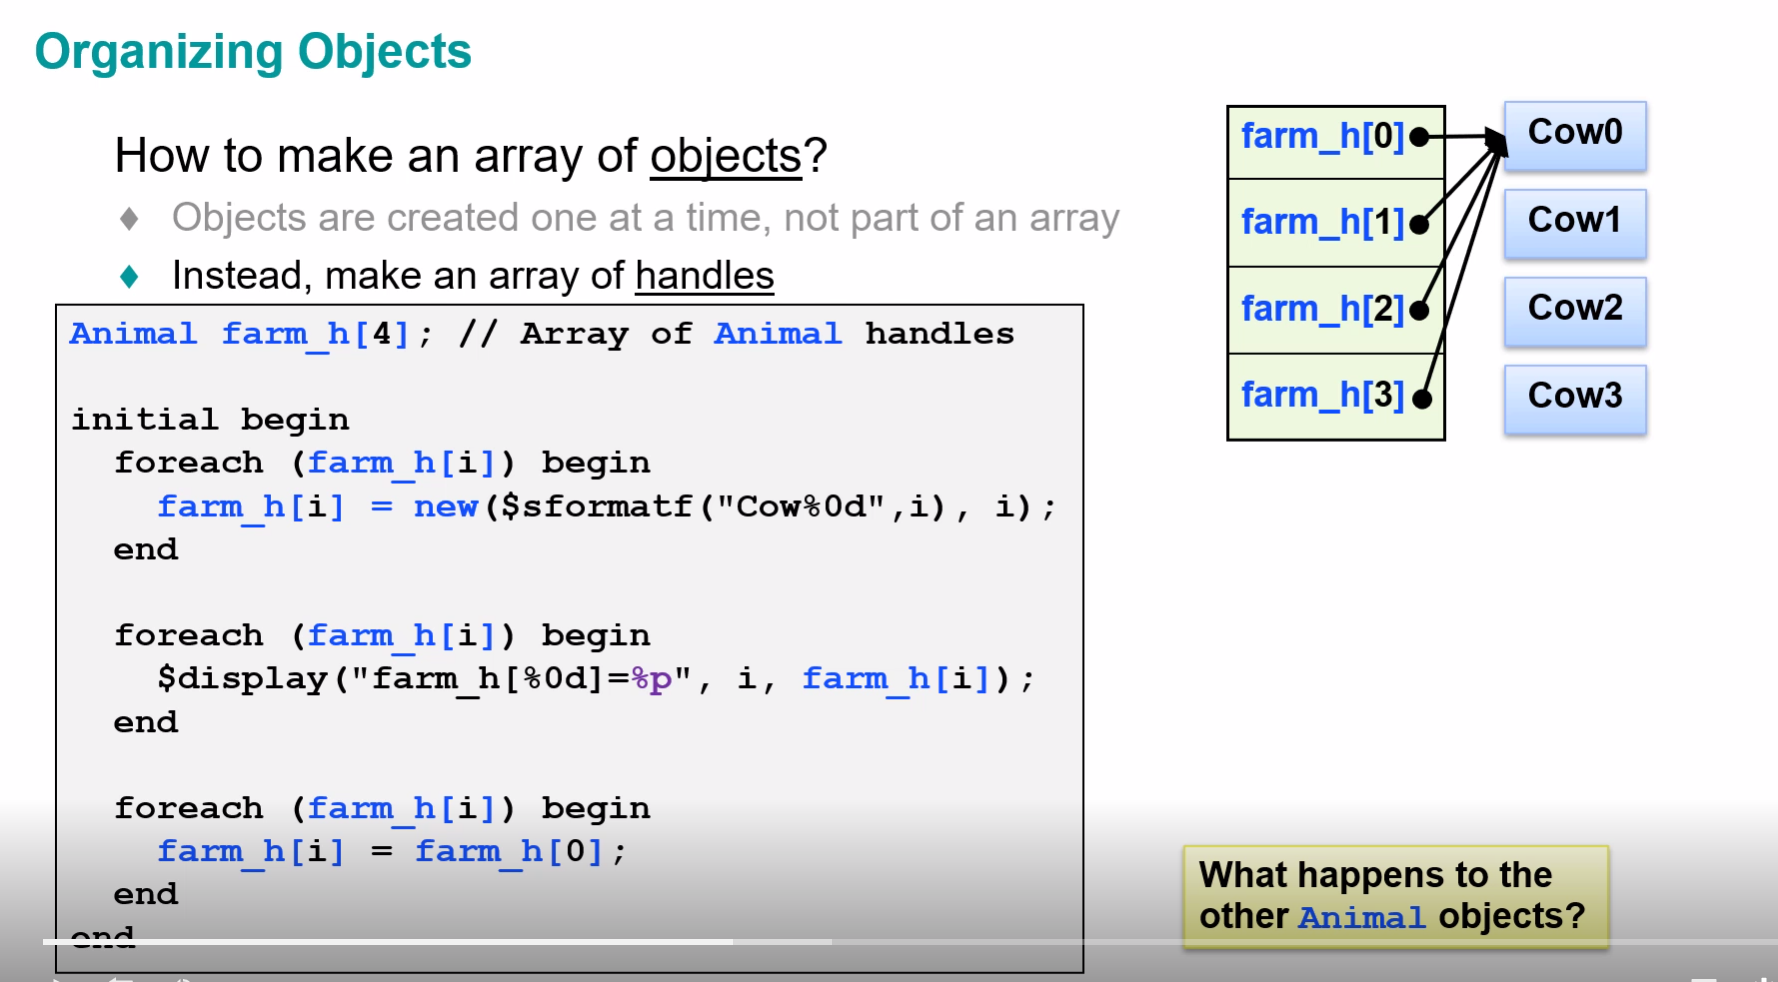 Organizing Objects
How to make an array of objects?
Objects are created one at a time, not part of an array
Instead, make an array of handles
Animal farm_h[4]; // Array of Animal handles
initial begin
foreach (farm_h[i]) begin
farm_h[i] = new($sformatf("Cow%0d",i), i);
end
foreach (farm_h[i]) begin
$display("farm_h[%0d]=%p", i, farm_h[i]);
end
foreach (farm_h[i]) begin
farm_h[i] = farm_h[0];
end
end
farm_h[0]
Cow0
farm_h[1]
Cow1
farm_h[2]
Cow2
farm_h[3]
Cow3
What happens to the
other Animal objects?